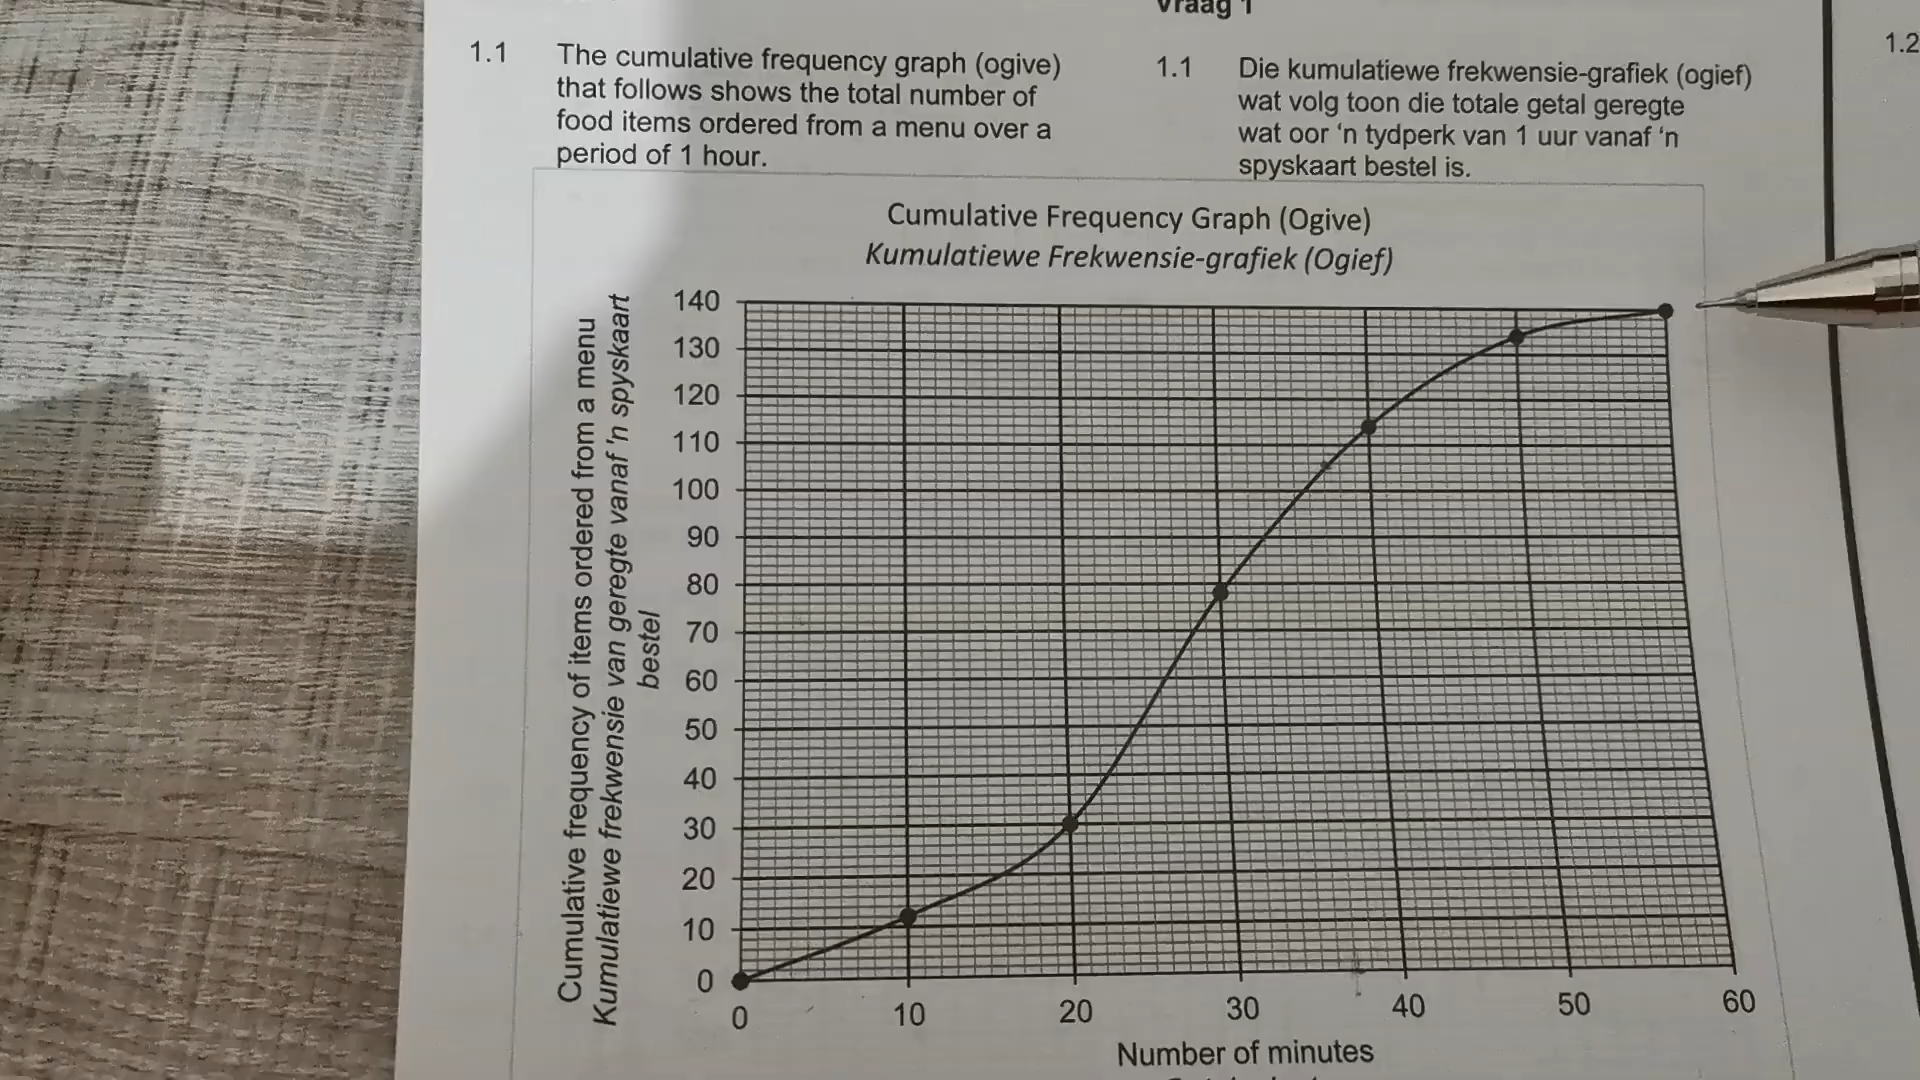 Vraag 1
1.1 The cumulative frequency graph (ogive)
that follows shows the total number of
food items ordered from a menu over a
period of 1 hour.
1.1 Die kumulatiewe frekwensie-grafiek (ogief)
wat volg toon die totale getal geregte
wat oor 'n tydperk van 1 uur vanaf 'n
spyskaart bestel is.
1.2
Cumulative Frequency Graph (Ogive)
Kumulatiewe Frekwensie-grafiek (Ogief)
Cumulative frequency of items ordered from a menu
Kumulatiewe frekwensie van geregte vanaf 'n spyskaart
bestel
140
130
120
110
100
90
80
70
60
50
40
30
20
10
0
0 10 20 30 40 50 60
Number of minutes